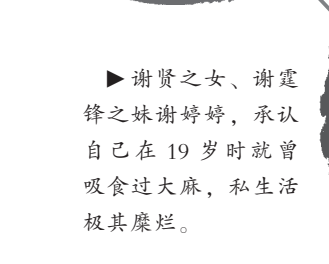 ▶谢贤之女、谢霆
锋之妹谢婷婷，承认
自己在 19 岁时就曾
吸食过大麻，私生活
极其糜烂。